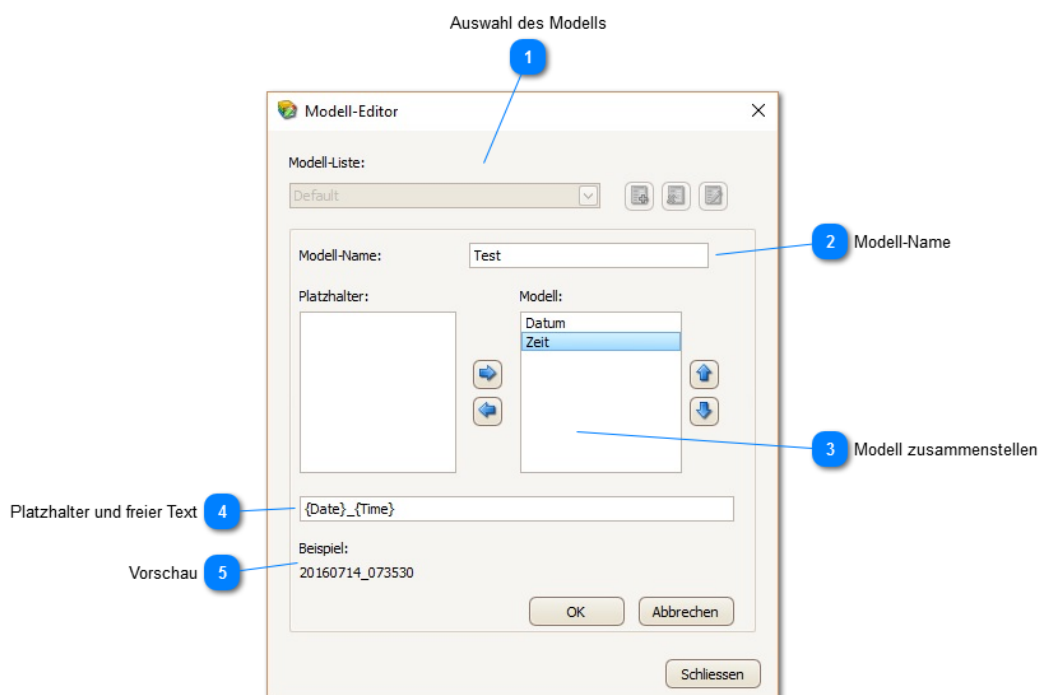 Auswahl des Modells
1
Modell-Editor
Modell-Liste:
Default
Modell-Name: Test
2 Modell-Name
Platzhalter: Modell:
Datum
Zeit
3 Modell zusammenstellen
Platzhalter und freier Text 4 {Date}_{Time}
Beispiel:
Vorschau 5 20160714_073530
OK Abbrechen
Schliessen